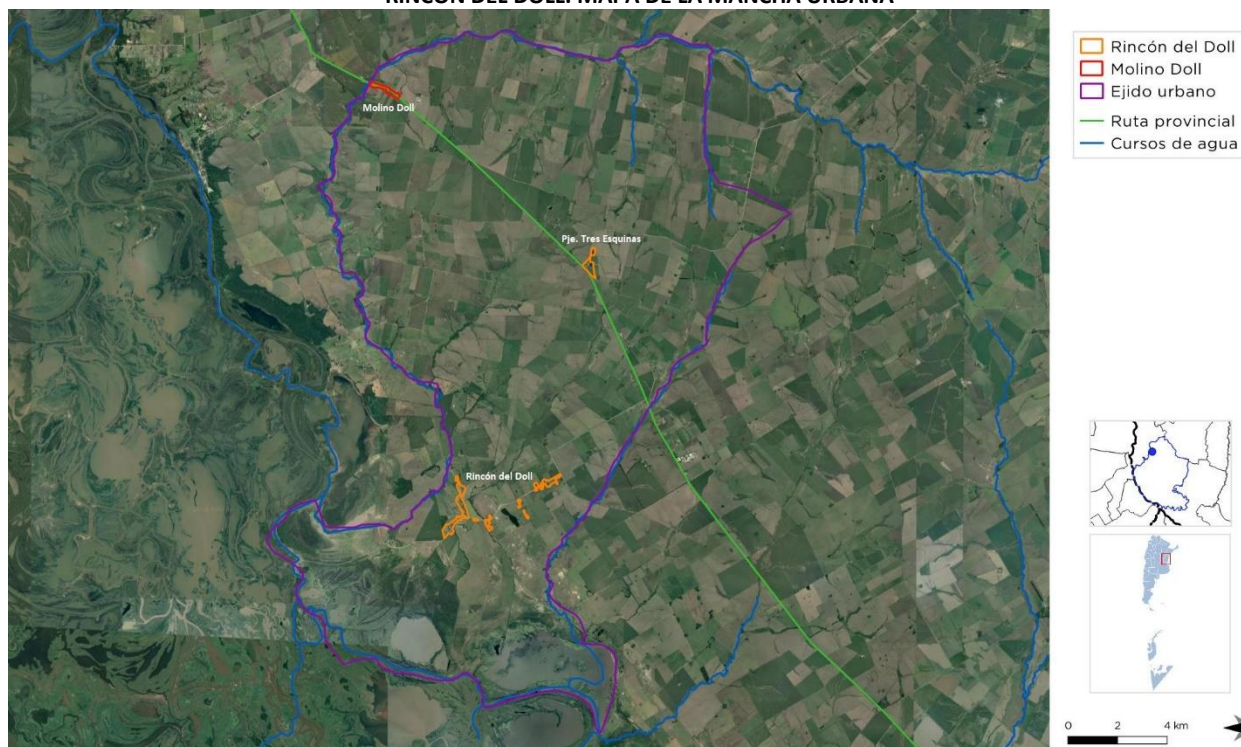 RINCÓN DEL DOLL. MAPA DE LA MANCHA URBANA
Molino Doll
Pje. Tres Esquinas
Rincón del Doll
Rincón del Doll
Molino Doll
Ejido urbano
Ruta provincial
Cursos de agua
0 2 4 km